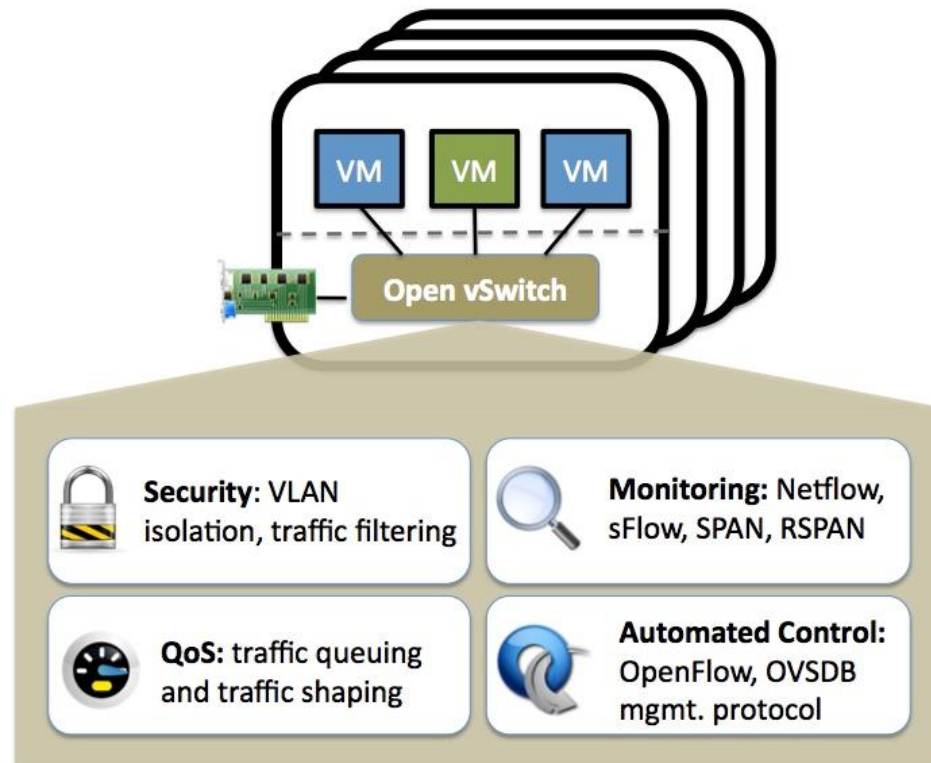 VM VM VM
Open vSwitch
Security: VLAN
isolation, traffic filtering
Monitoring: Netflow,
sFlow, SPAN, RSPAN
QoS: traffic queuing
and traffic shaping
Automated Control:
OpenFlow, OVSDB
mgmt. protocol